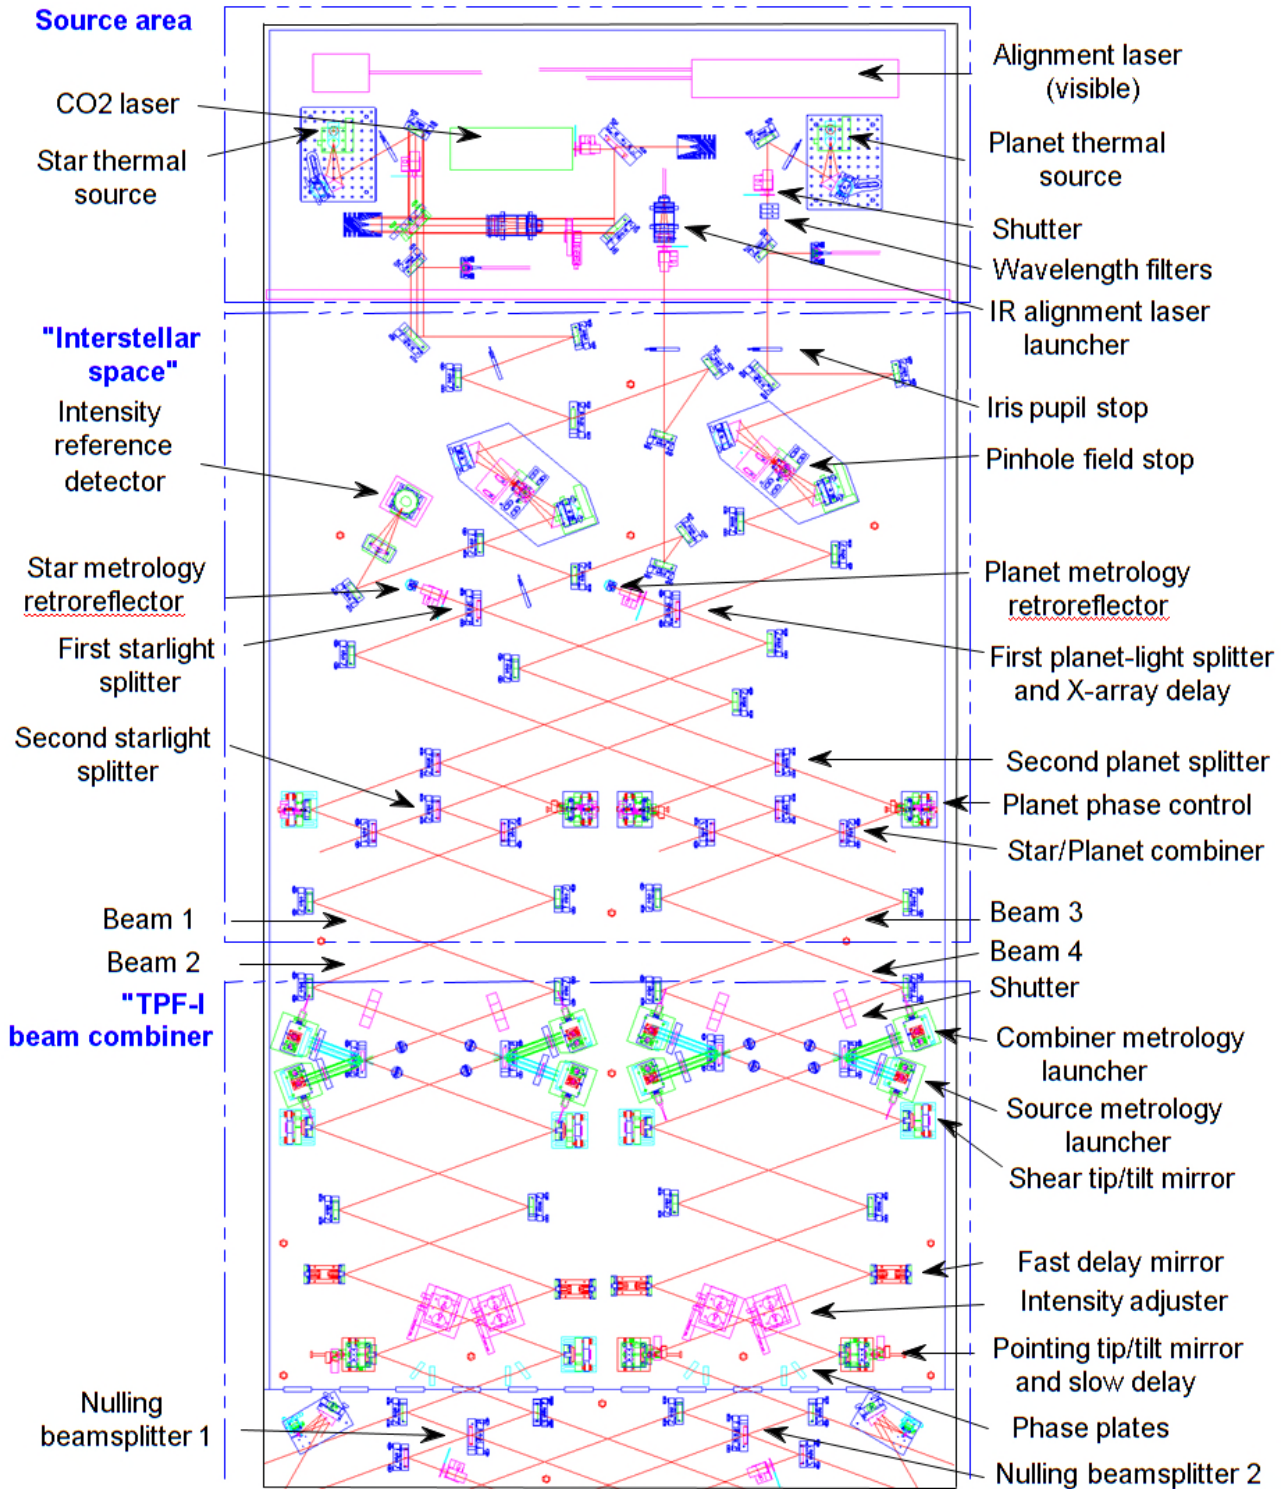 Source area
CO2 laser
Star thermal
source
"Interstellar
space"
Intensity
reference
detector
Star metrology
retroreflector
First starlight
splitter
Second starlight
splitter
Beam 1
Beam 2
"TPF-I
beam combiner
Nulling
beamsplitter 1
Alignment laser
(visible)
Planet thermal
source
Shutter
Wavelength filters
IR alignment laser
launcher
Iris pupil stop
Pinhole field stop
Planet metrology
retroreflector
First planet-light splitter
and X-array delay
Second planet splitter
Planet phase control
Star/Planet combiner
Beam 3
Beam 4
Shutter
Combiner metrology
launcher
Source metrology
launcher
Shear tip/tilt mirror
Fast delay mirror
Intensity adjuster
Pointing tip/tilt mirror
and slow delay
Phase plates
Nulling beamsplitter 2